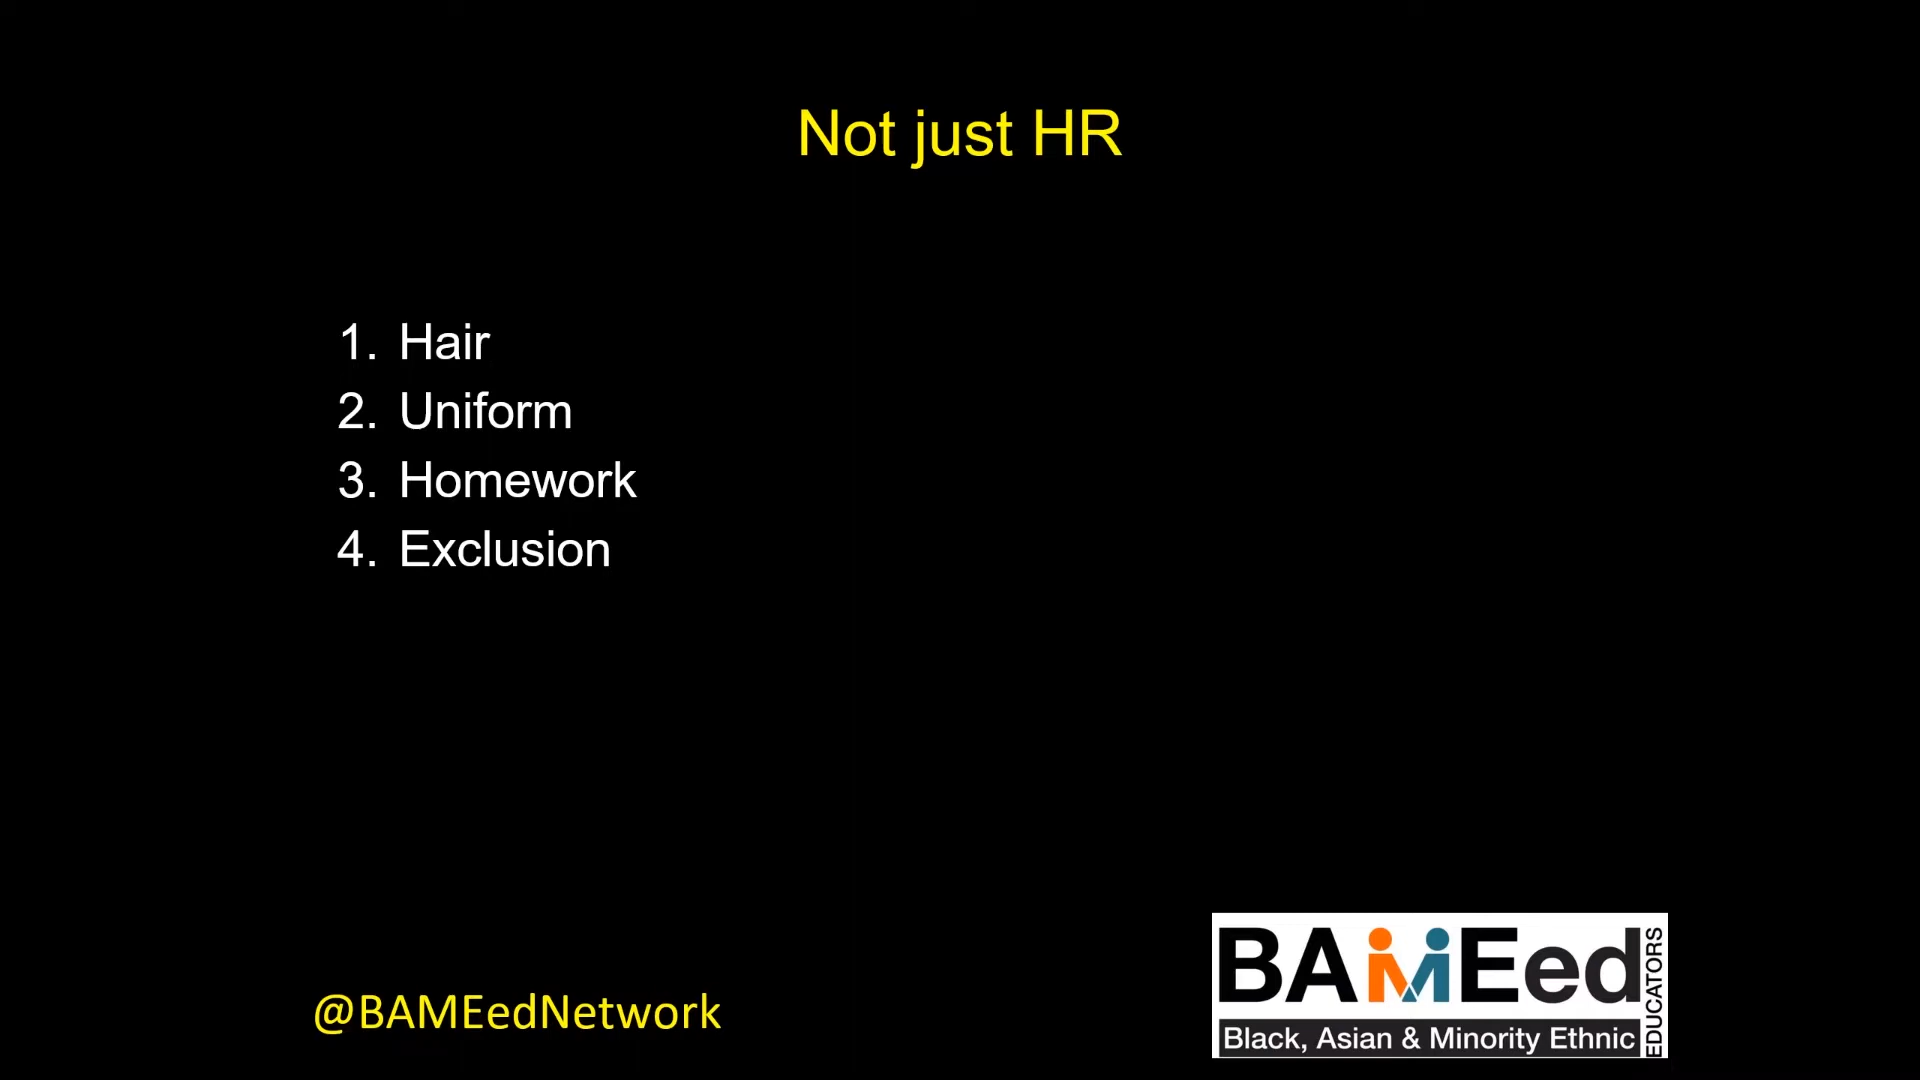 Not just HR
1. Hair
2. Uniform
3. Homework
4. Exclusion
@BAMEedNetwork
BAMEed
EDUCATORS
Black, Asian & Minority Ethnic